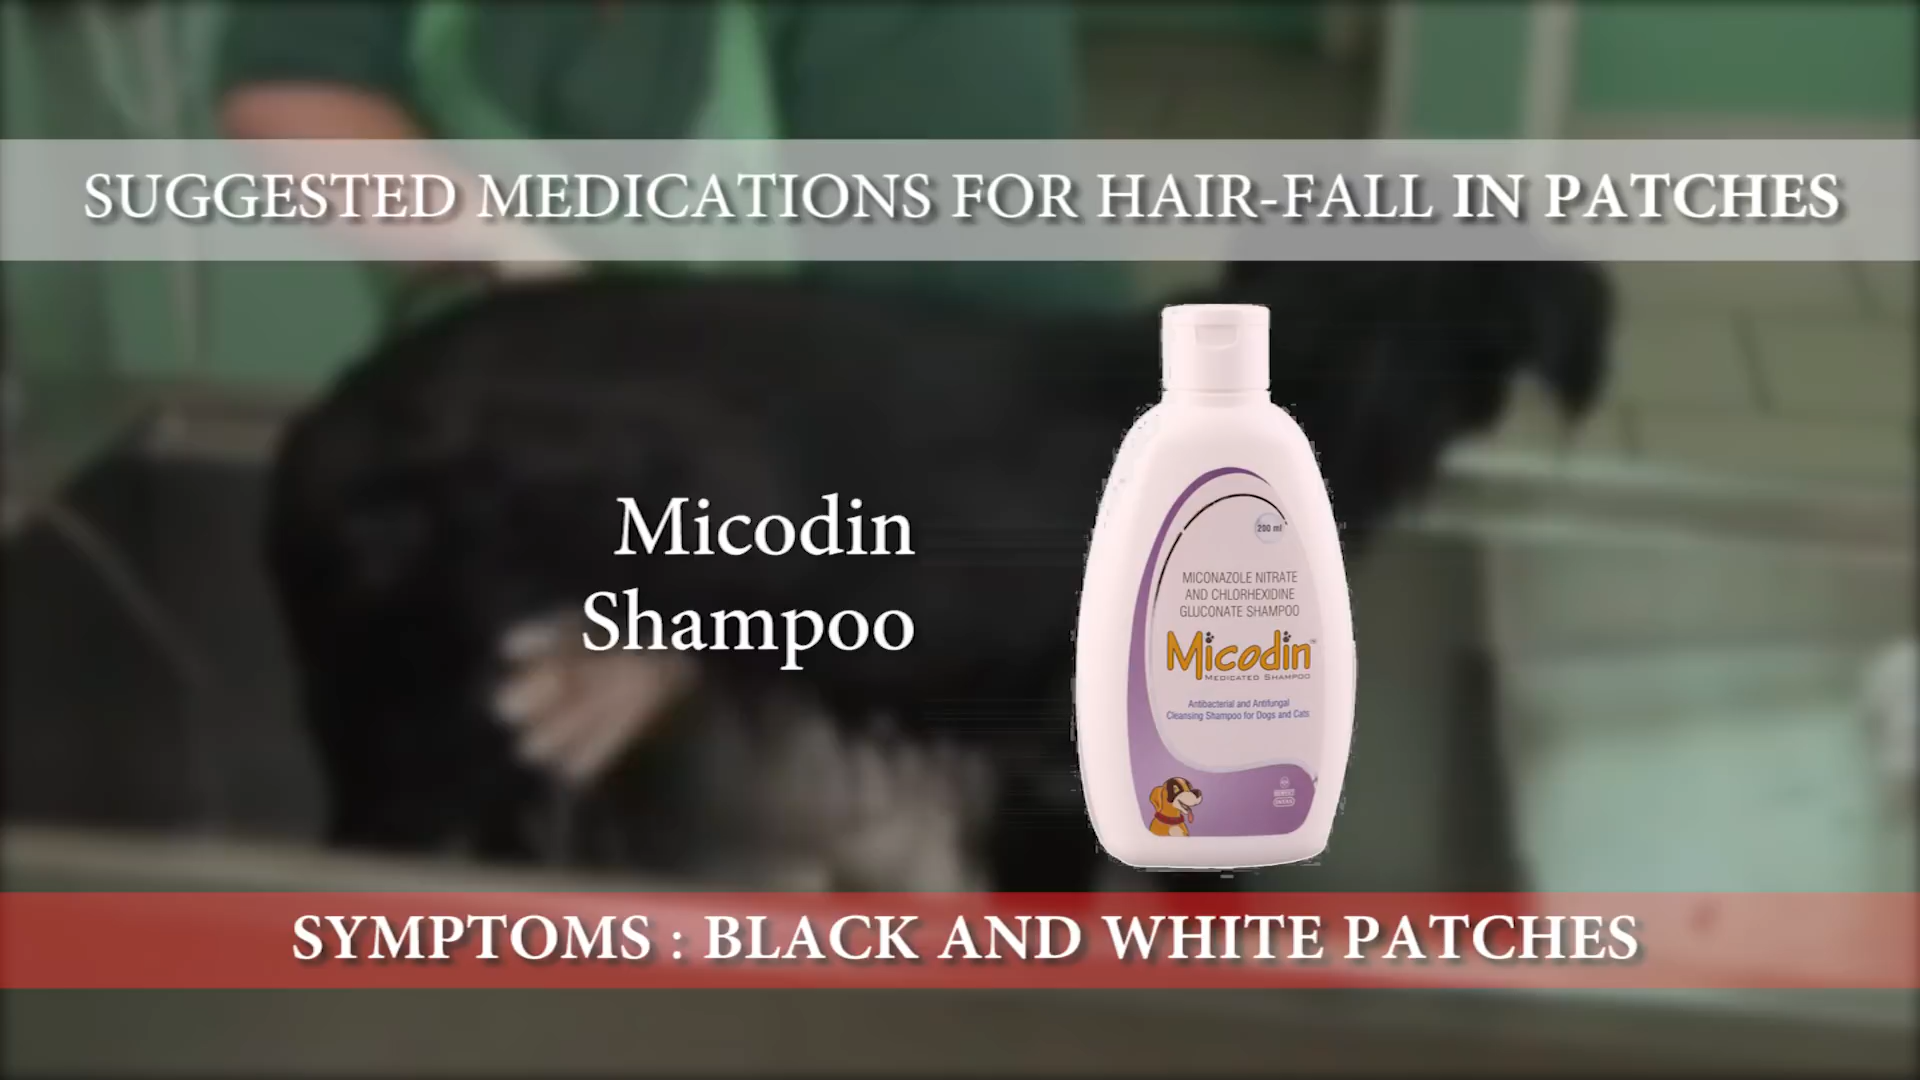 SUGGESTED MEDICATIONS FOR HAIR-FALL IN PATCHES
Micodin
Shampoo
200 ml
MICONAZOLE NITRATE
AND CHLORHEXIDINE
GLUCONATE SHAMPOO
Micodin
MEDICATED SHAMPOO
Antibacterial and Antifungal
Cleansing Shampoo for Dogs and Cats
SYMPTOMS : BLACK AND WHITE PATCHES